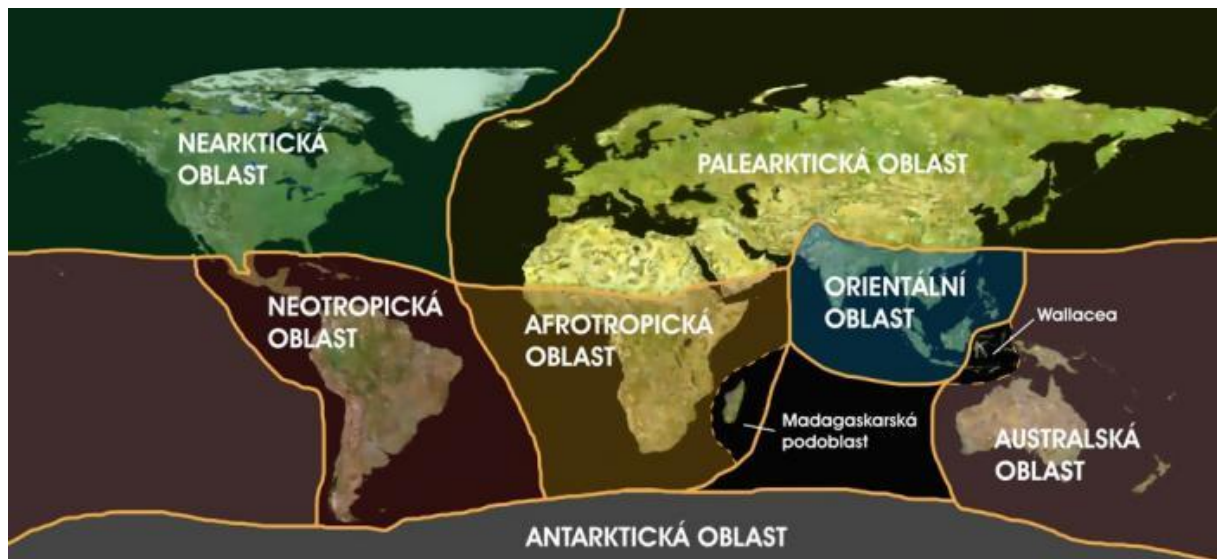 NEARKTICKÁ
OBLAST
PALEARKTICKÁ OBLAST
NEOTROPICKÁ
OBLAST
AFROTROPICKÁ
OBLAST
ORIENTÁLNÍ
OBLAST
Wallacea
Madagaskarská
podoblast
AUSTRALSKÁ
OBLAST
ANTARKTICKÁ OBLAST